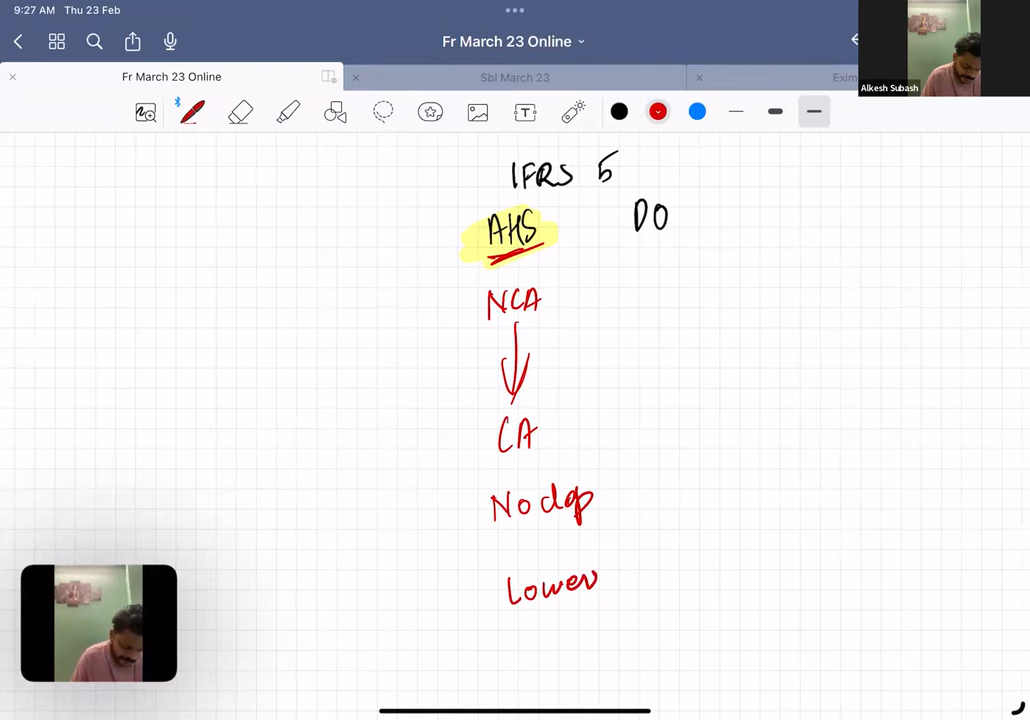 9:27 AM Thu 23 Feb
Fr March 23 Online
Alkesh Subash
Fr March 23 Online
Sbi March 23
Exim
T
IFRS 5
AHS DO
NCA
CA
No dep
Lower